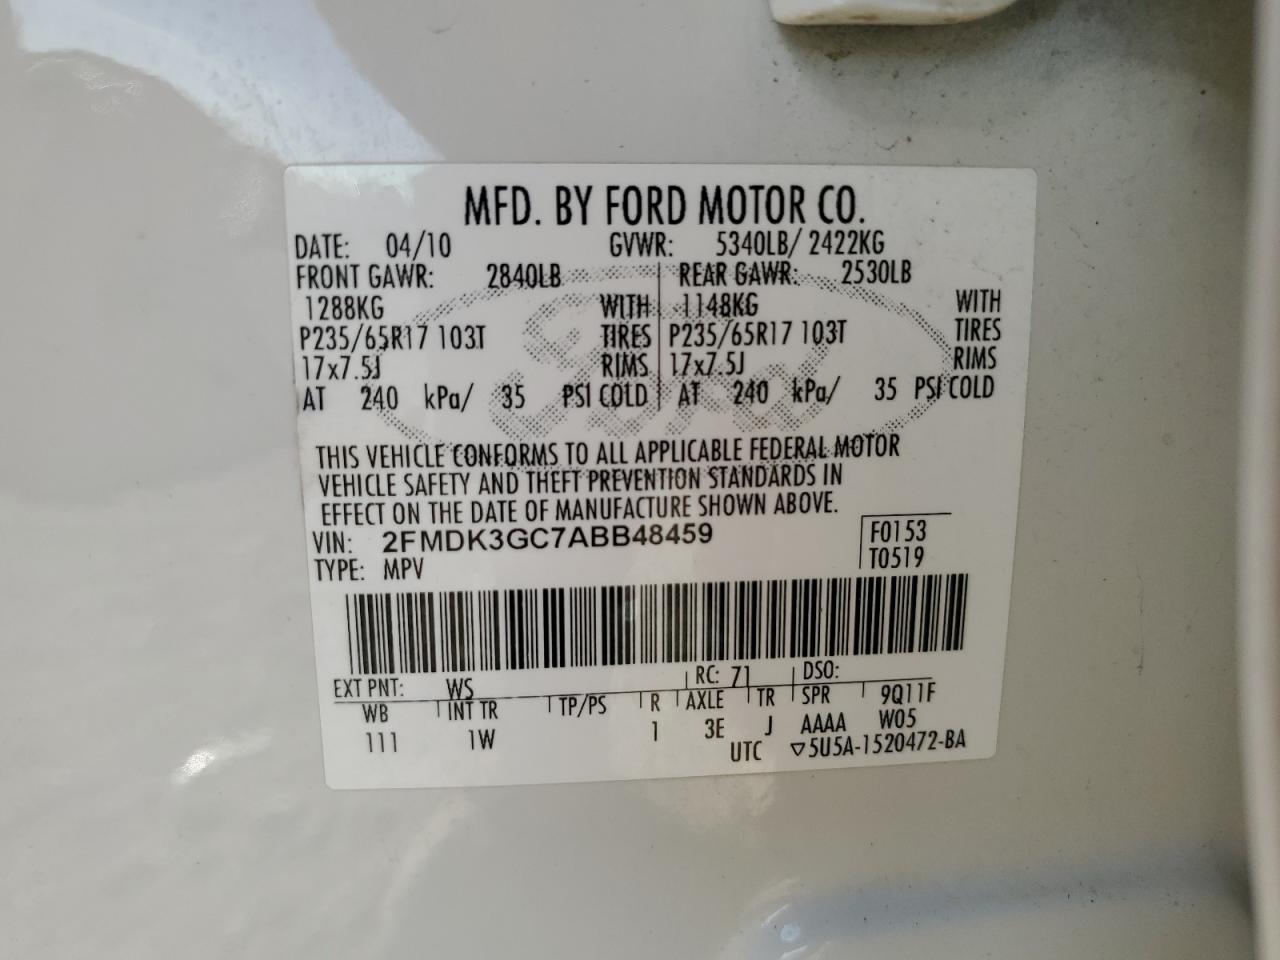 MFD. BY FORD MOTOR CO.
DATE: 04/10 GVWR: 5340LB/ 2422KG
FRONT GAWR: 2840LB REAR GAWR: 2530LB
1288KG WITH 1148KG WITH
P235/65R17 103T TIRES P235/65R17 103T TIRES
17x7.5J RIMS 17x7.5J RIMS
AT 240 kPa/ 35 PSI COLD AT 240 kPa/ 35 PSI COLD
Ford
THIS VEHICLE CONFORMS TO ALL APPLICABLE FEDERAL MOTOR
VEHICLE SAFETY AND THEFT PREVENTION STANDARDS IN
EFFECT ON THE DATE OF MANUFACTURE SHOWN ABOVE.
VIN: 2FMDK3GC7ABB48459 F0153
TYPE: MPV T0519
EXT PNT: WS RC: 71 DSO:
WB INT TR TP/PS R AXLE TR SPR 9Q11F
111 1W 1 3E J AAAA W05
UTC ▽5U5A-1520472-BA